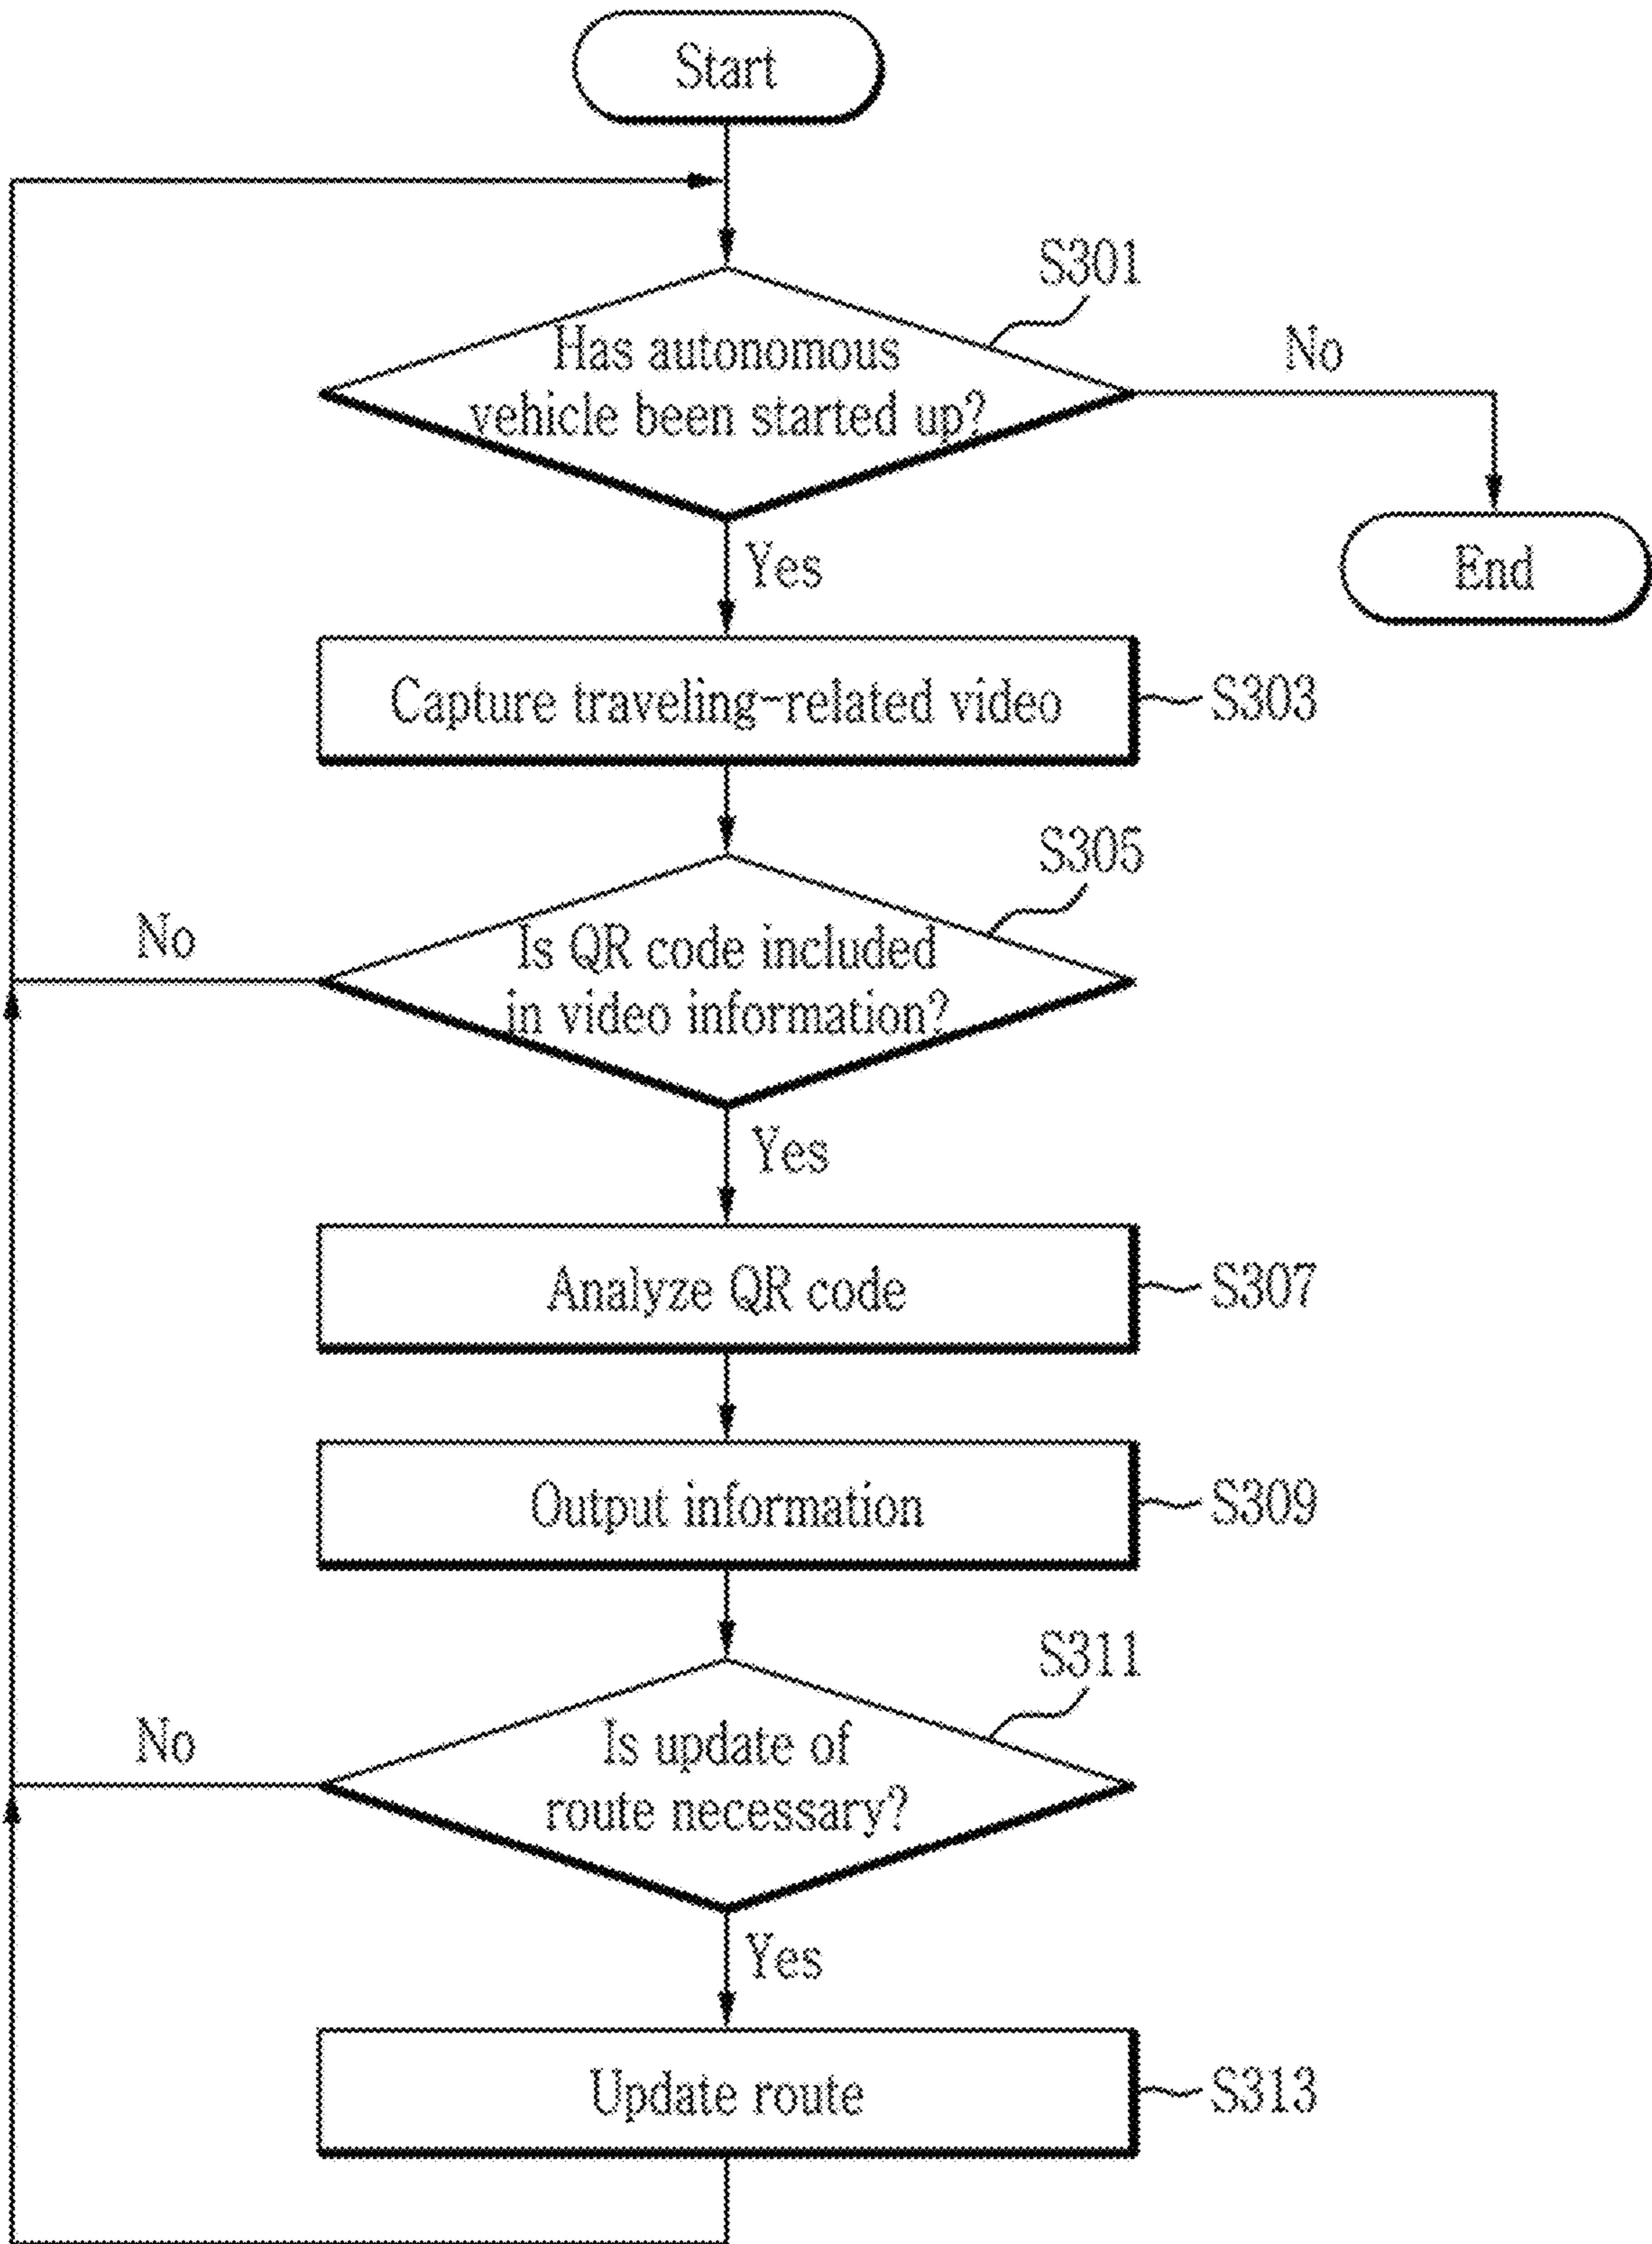 Start
S301
Has autonomous
vehicle been started up?
No
Yes
End
Capture traveling-related video
S303
S305
No
Is QR code included
in video information?
Yes
Analyze QR code
S307
Output information
S309
S311
No
Is update of
route necessary?
Yes
Update route
S313